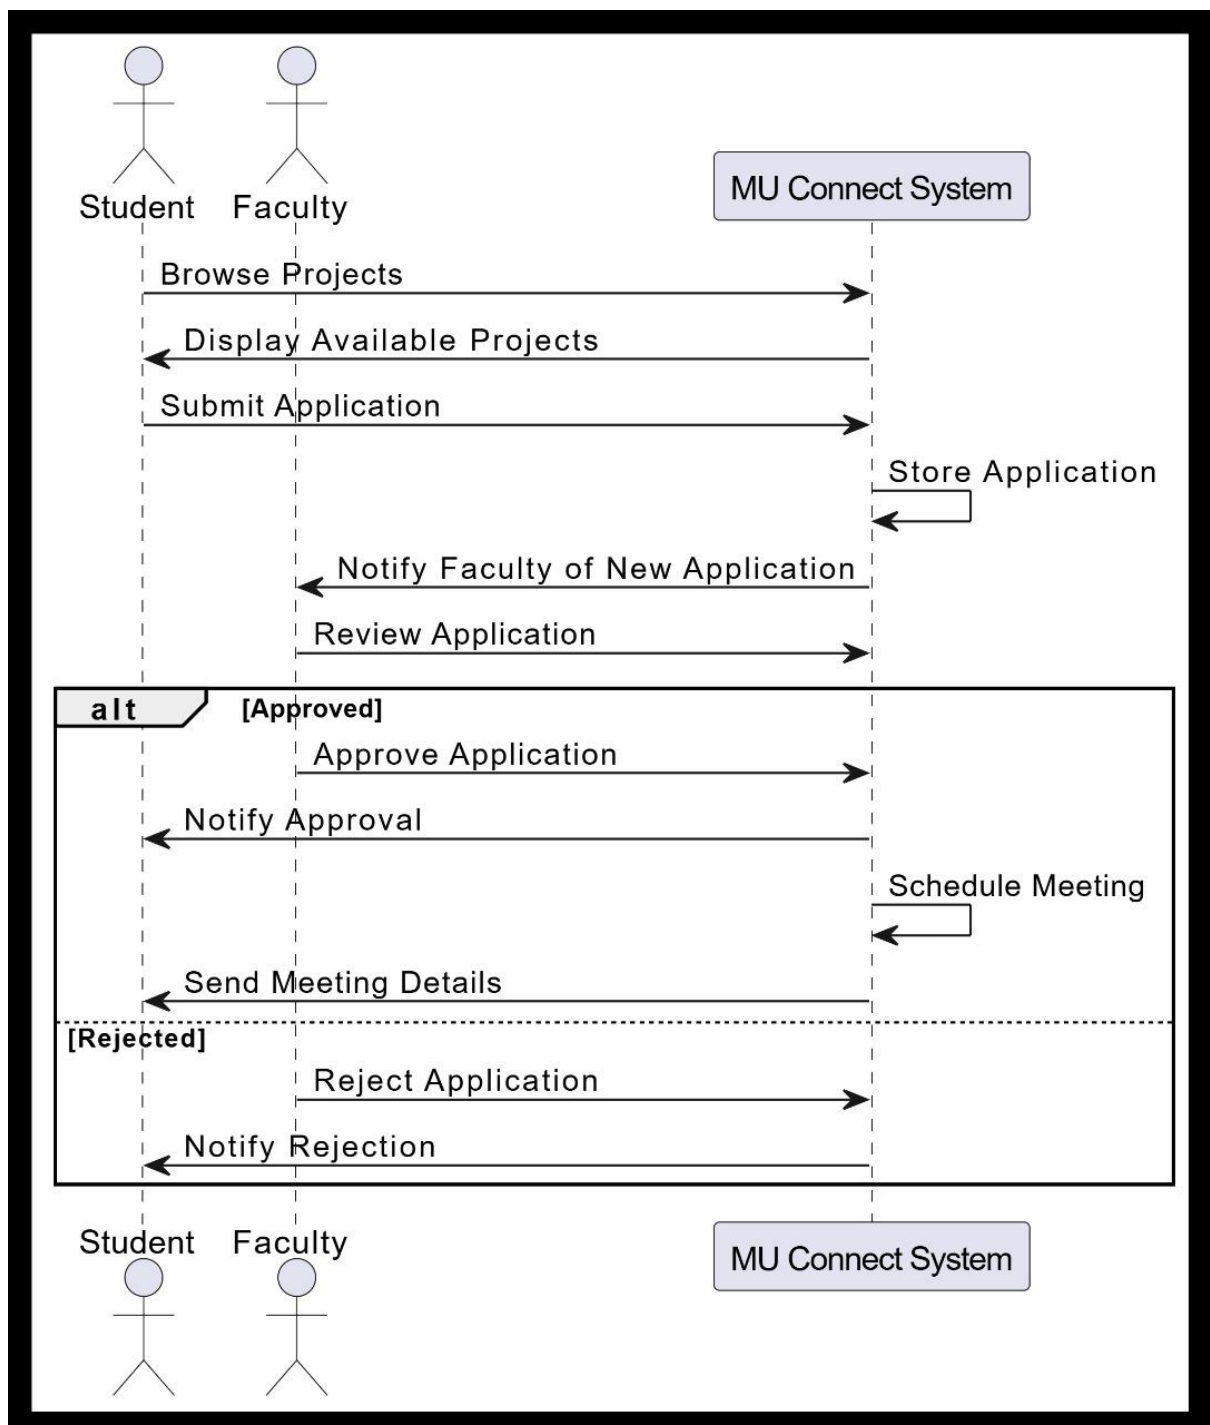 Student Faculty
MU Connect System
Browse Projects
Display Available Projects
Submit Application
Store Application
Notify Faculty of New Application
Review Application
alt [Approved]
Approve Application
Notify Approval
Schedule Meeting
Send Meeting Details
[Rejected]
Reject Application
Notify Rejection
Student Faculty
MU Connect System